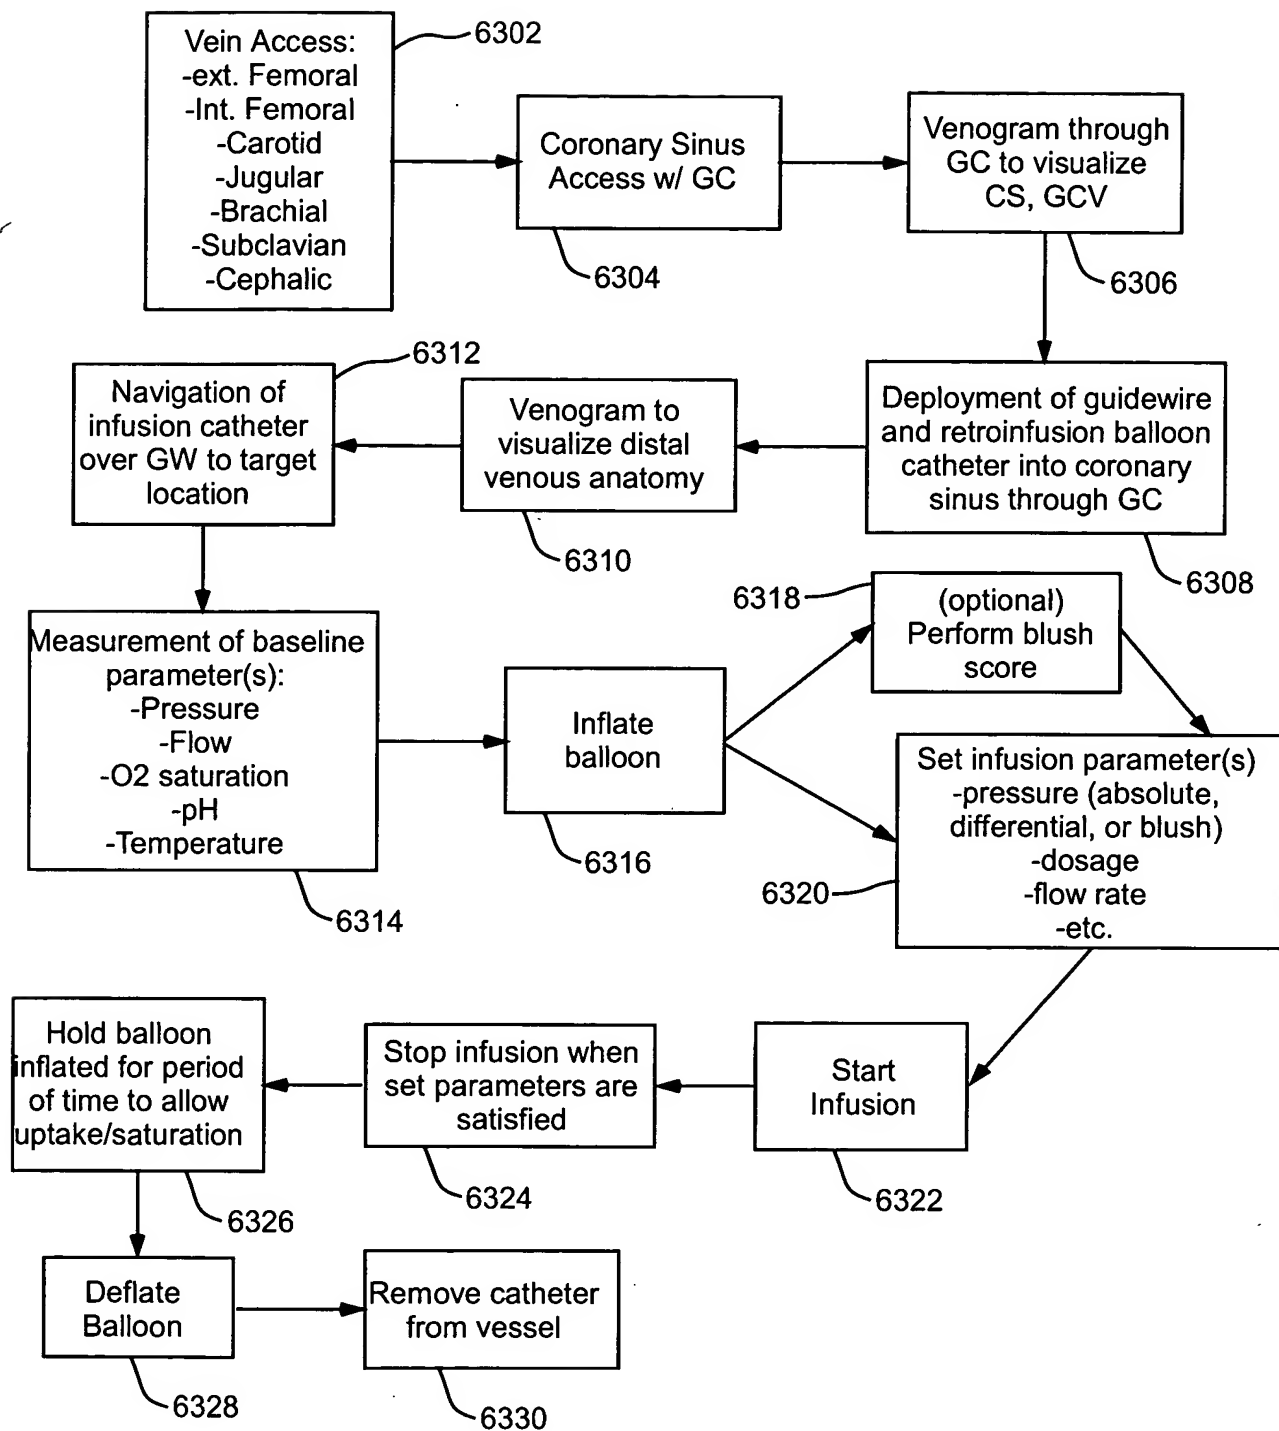 Vein Access:
-ext. Femoral
-Int. Femoral
-Carotid
-Jugular
-Brachial
-Subclavian
-Cephalic
6302
Coronary Sinus
Access w/ GC
6304
Venogram through
GC to visualize
CS, GCV
6306
Deployment of guidewire
and retroinfusion balloon
catheter into coronary
sinus through GC
6308
Venogram to
visualize distal
venous anatomy
6310
Navigation of
infusion catheter
over GW to target
location
6312
Measurement of baseline
parameter(s):
-Pressure
-Flow
-O2 saturation
-pH
-Temperature
6314
Inflate
balloon
6316
(optional)
Perform blush
score
6318
Set infusion parameter(s)
-pressure (absolute,
differential, or blush)
-dosage
-flow rate
-etc.
6320
Start
Infusion
6322
Stop infusion when
set parameters are
satisfied
6324
Hold balloon
inflated for period
of time to allow
uptake/saturation
6326
Deflate
Balloon
6328
Remove catheter
from vessel
6330